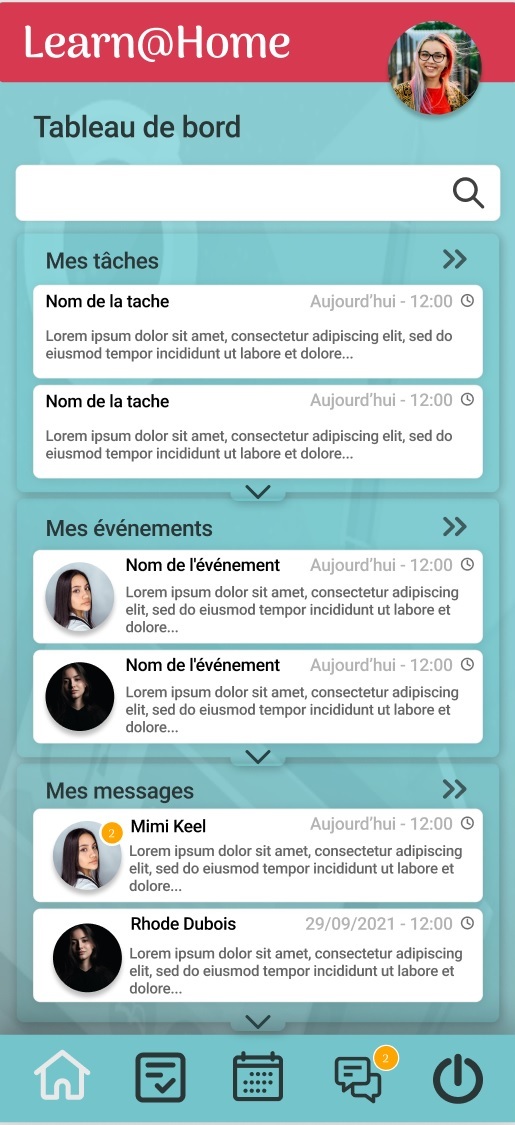 Learn@Home
Tableau de bord
Mes tâches
Nom de la tache Aujourd'hui - 12:00
Lorem ipsum dolor sit amet, consectetur adipiscing elit, sed do
eiusmod tempor incididunt ut labore et dolore...
Nom de la tache Aujourd'hui - 12:00
Lorem ipsum dolor sit amet, consectetur adipiscing elit, sed do
eiusmod tempor incididunt ut labore et dolore...
Mes événements
Nom de l'événement Aujourd'hui - 12:00
Lorem ipsum dolor sit amet, consectetur adipiscing
elit, sed do eiusmod tempor incididunt ut labore et
dolore...
Nom de l'événement Aujourd'hui - 12:00
Lorem ipsum dolor sit amet, consectetur adipiscing
elit, sed do eiusmod tempor incididunt ut labore et
dolore...
Mes messages
2 Mimi Keel Aujourd'hui - 12:00
Lorem ipsum dolor sit amet, consectetur adipiscing
elit, sed do eiusmod tempor incididunt ut labore et
dolore...
Rhode Dubois 29/09/2021 - 12:00
Lorem ipsum dolor sit amet, consectetur adipiscing
elit, sed do eiusmod tempor incididunt ut labore et
dolore...
2